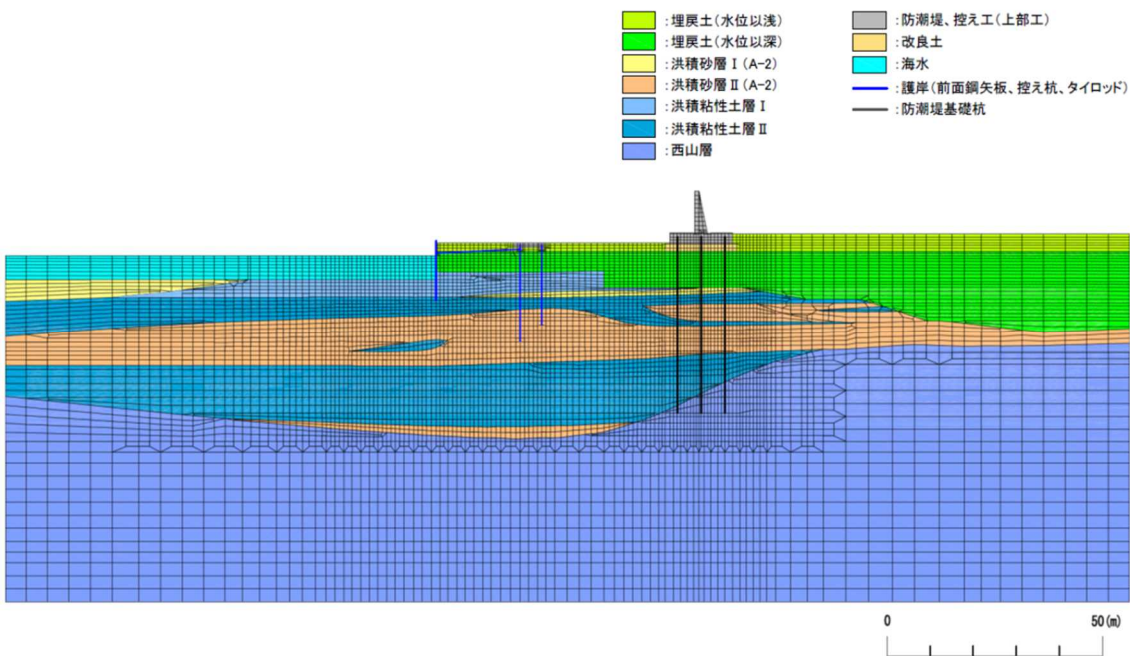 :埋戻土(水位以浅)
:埋戻土(水位以深)
:洪積砂層Ⅰ(A-2)
:洪積砂層Ⅱ(A-2)
:洪積粘性土層Ⅰ
:洪積粘性土層Ⅱ
:西山層
:防潮堤、控え工(上部工)
:改良土
:海水
:護岸(前面鋼矢板、控え杭、タイロッド)
:防潮堤基礎杭
0 50(m)